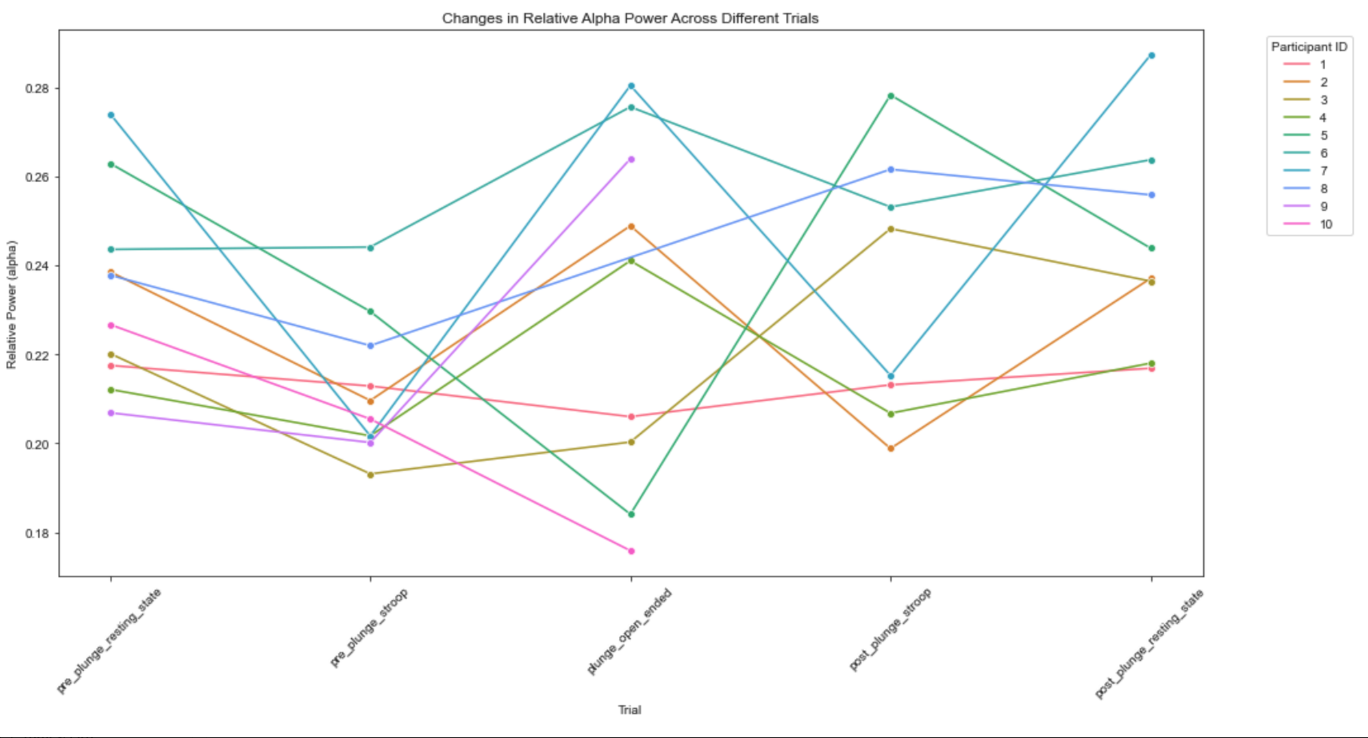 Changes in Relative Alpha Power Across Different Trials
Participant ID
1
2
3
4
5
6
7
8
9
10
Relative Power (alpha)
0.28
0.26
0.24
0.22
0.20
0.18
pre_plunge_resting_state
pre_plunge_stroop
plunge_open_ended
post_plunge_stroop
post_plunge_resting_state
Trial